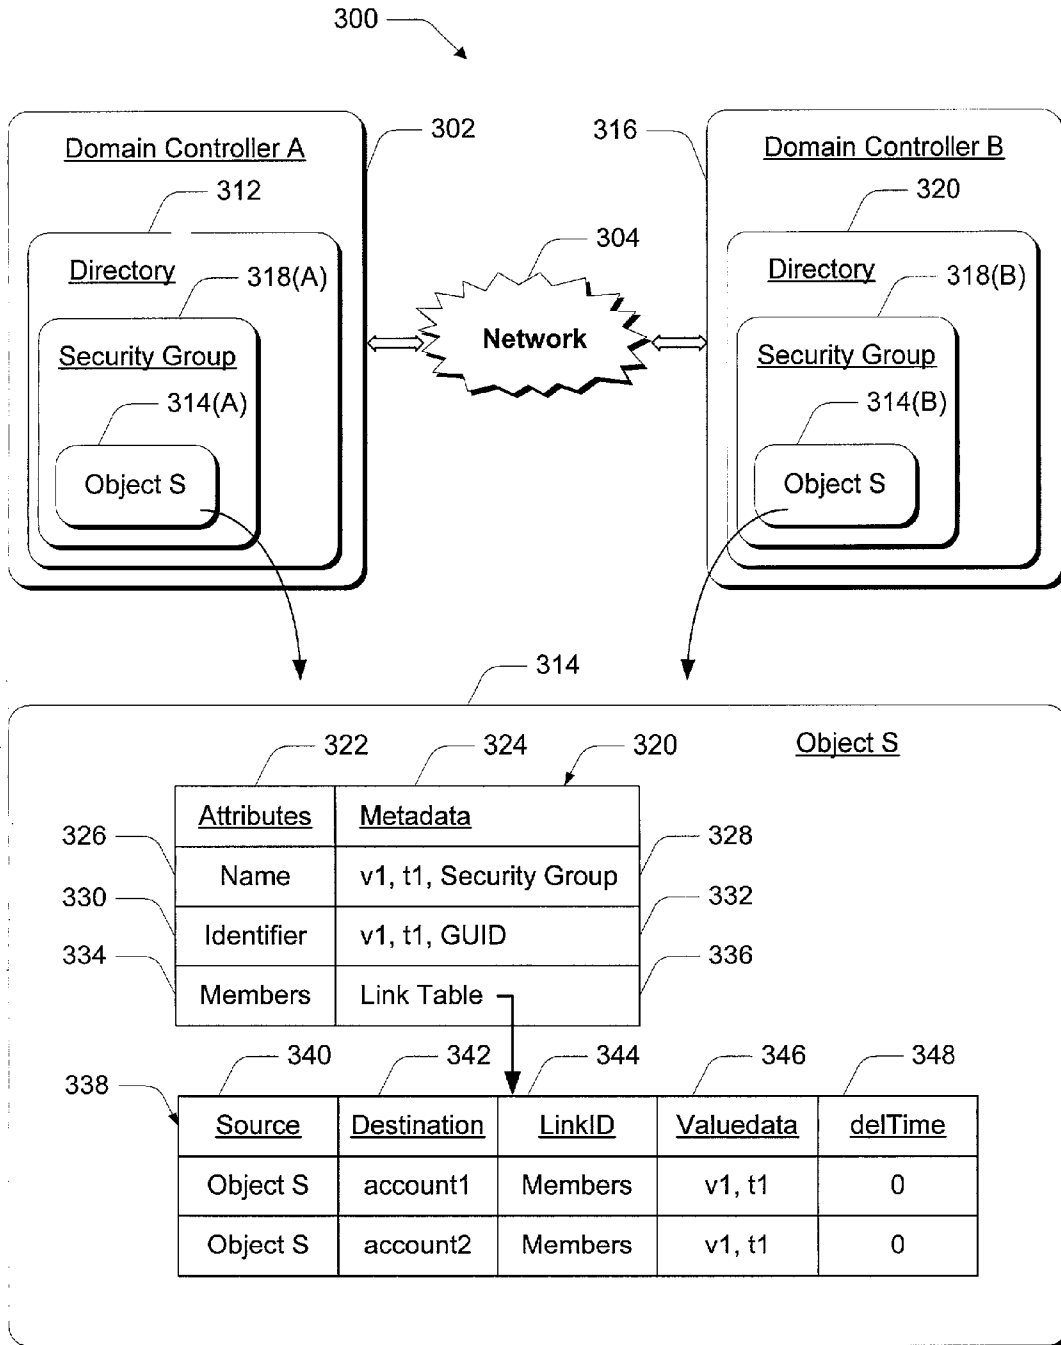 300
Domain Controller A
302
316
Domain Controller B
312
320
304
Directory
318(A)
Directory
318(B)
Network
Security Group
Security Group
314(A)
314(B)
Object S
Object S
314
322
324
320
Object S
Attributes
Metadata
326
328
Name
v1, t1, Security Group
330
332
Identifier
v1, t1, GUID
334
336
Members
Link Table
340
342
344
346
348
338
Source
Destination
LinkID
Valuedata
delTime
Object S
account1
Members
v1, t1
0
Object S
account2
Members
v1, t1
0